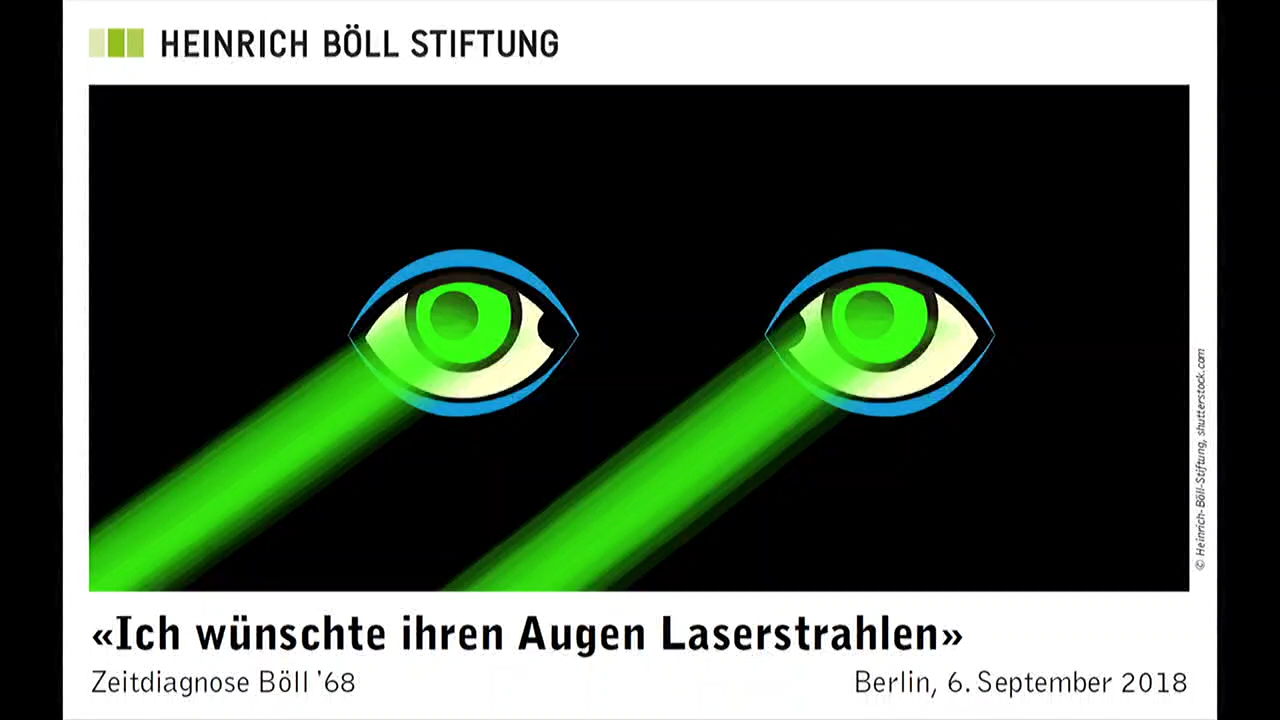 HEINRICH BÖLL STIFTUNG
© Heinrich-Böll-Stiftung, shutterstock.com
«Ich wünschte ihren Augen Laserstrahlen»
Zeitdiagnose Böll ’68
Berlin, 6. September 2018